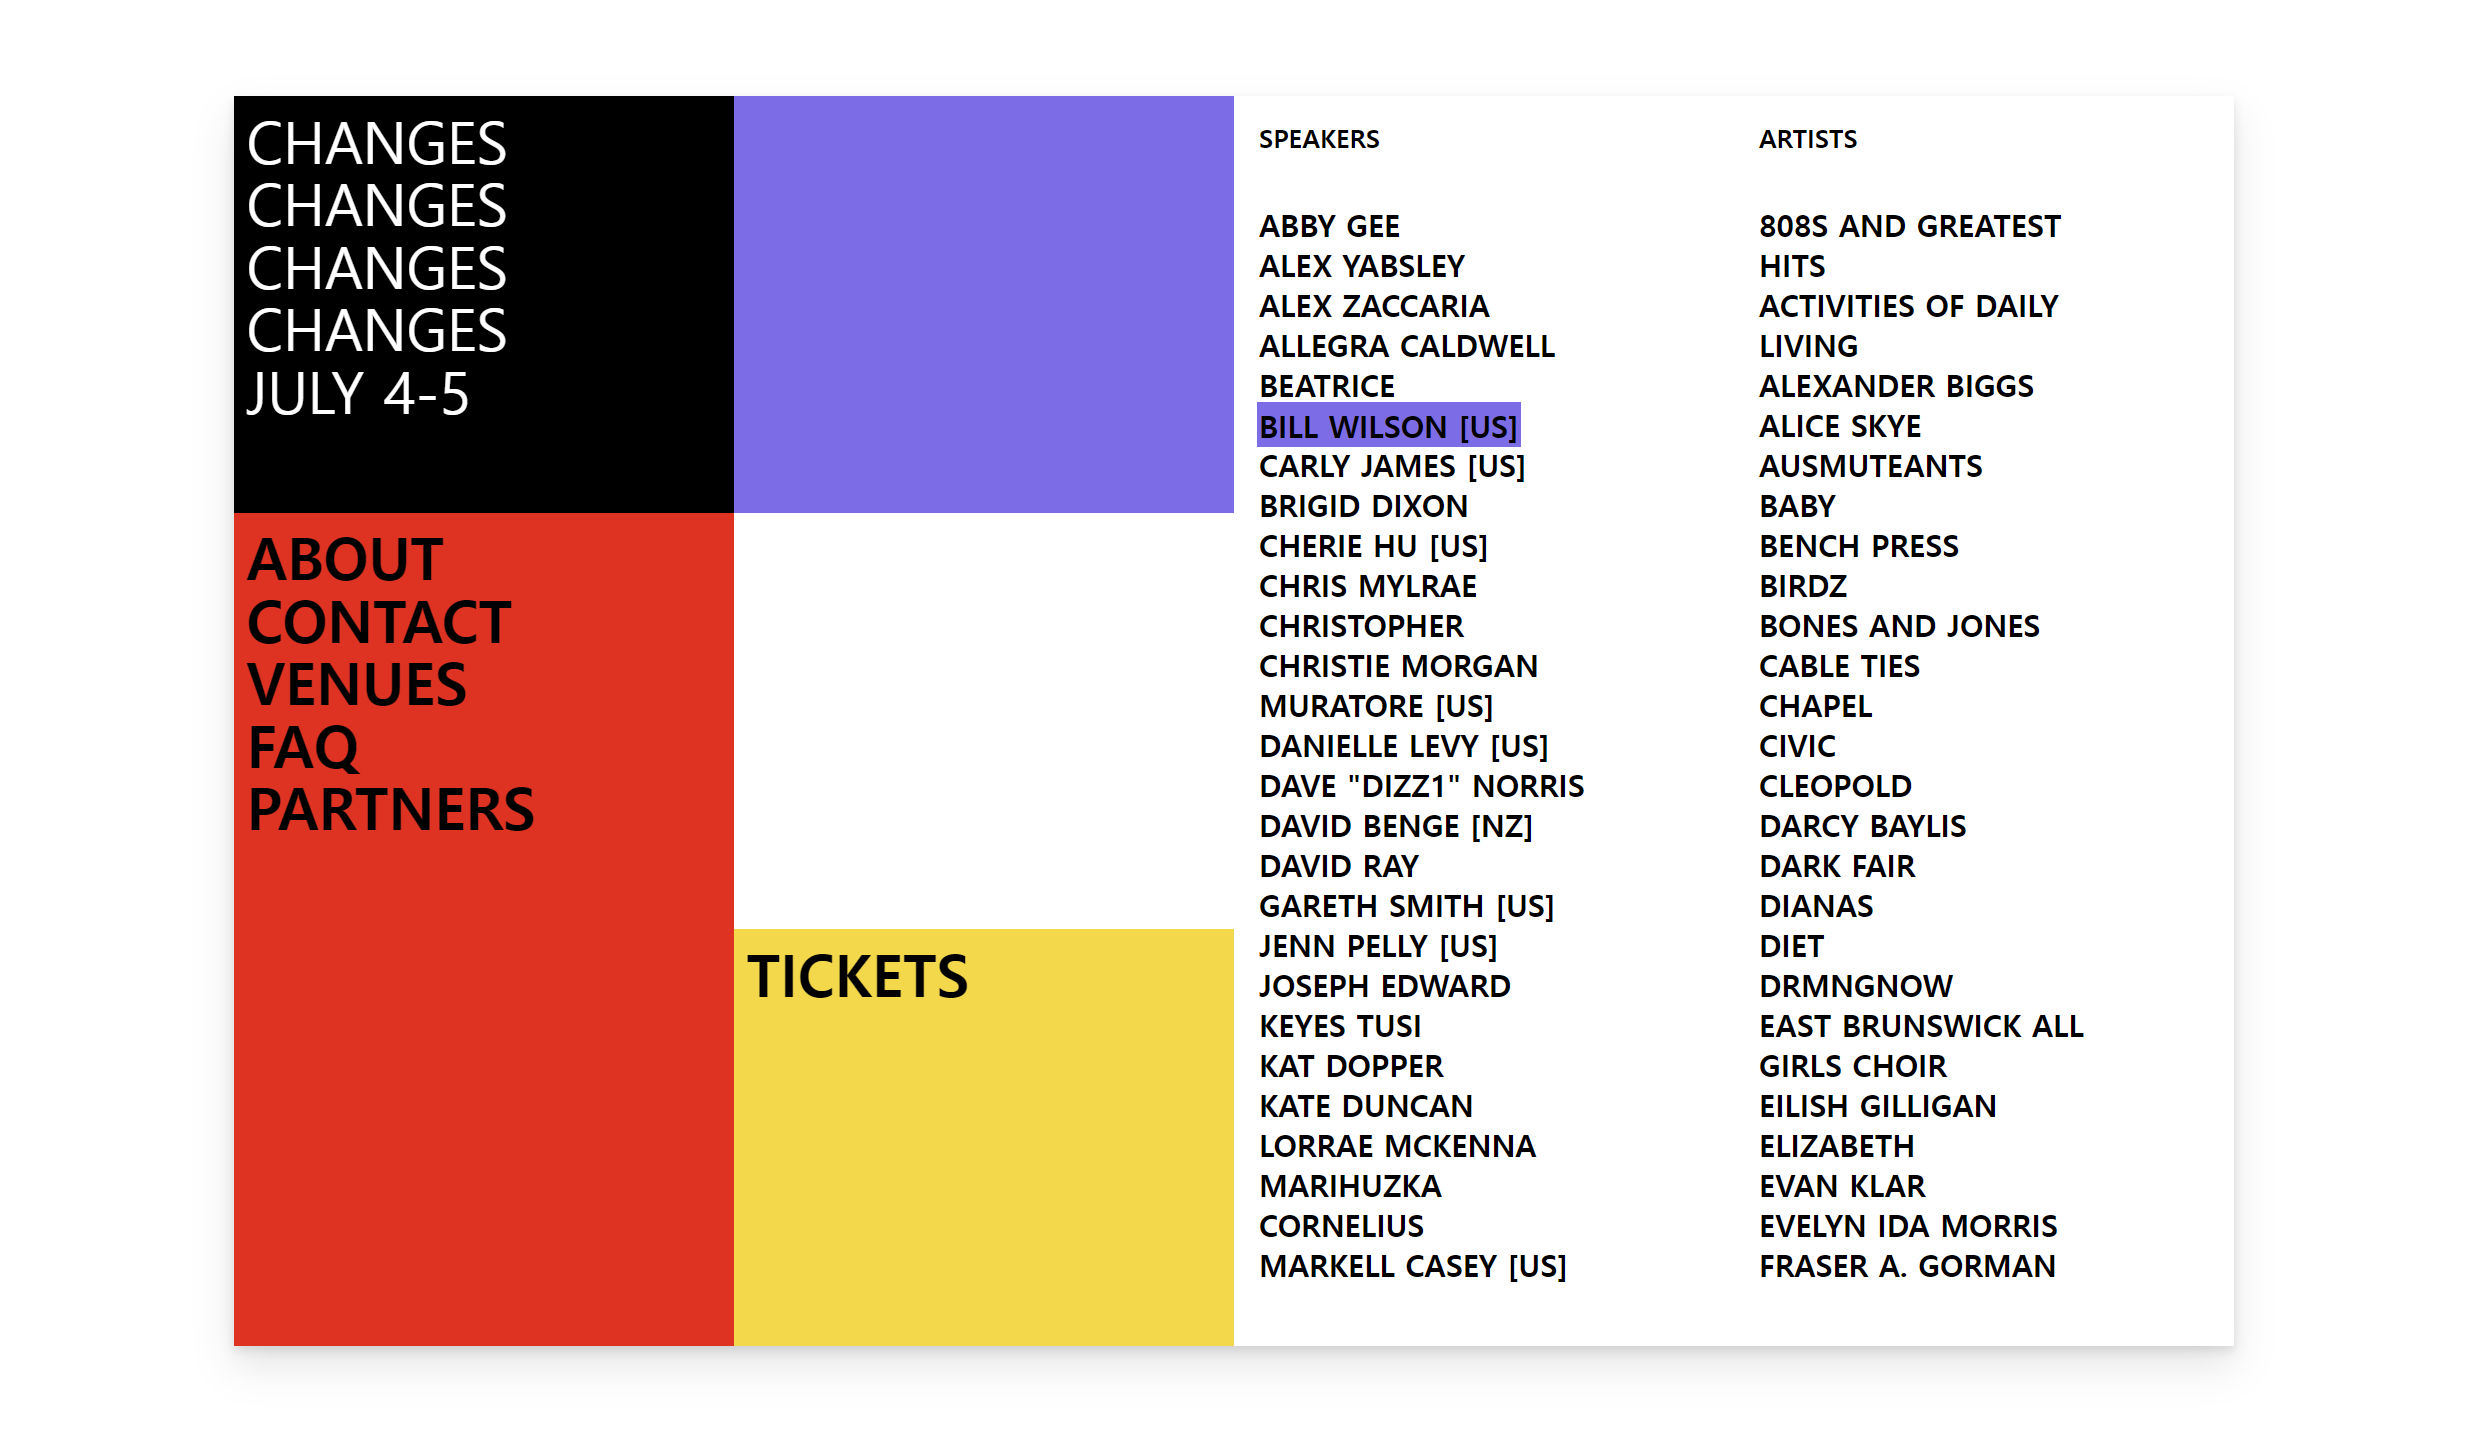 CHANGES
CHANGES
CHANGES
CHANGES
JULY 4-5
ABOUT
CONTACT
VENUES
FAQ
PARTNERS
TICKETS
SPEAKERS
ABBY GEE
ALEX YABSLEY
ALEX ZACCARIA
ALLEGRA CALDWELL
BEATRICE
BILL WILSON [US]
CARLY JAMES [US]
BRIGID DIXON
CHERIE HU [US]
CHRIS MYLRAE
CHRISTOPHER
CHRISTIE MORGAN
MURATORE [US]
DANIELLE LEVY [US]
DAVE "DIZZ1" NORRIS
DAVID BENGE [NZ]
DAVID RAY
GARETH SMITH [US]
JENN PELLY [US]
JOSEPH EDWARD
KEYES TUSI
KAT DOPPER
KATE DUNCAN
LORRAE MCKENNA
MARIHUZKA
CORNELIUS
MARKELL CASEY [US]
ARTISTS
808S AND GREATEST
HITS
ACTIVITIES OF DAILY
LIVING
ALEXANDER BIGGS
ALICE SKYE
AUSMUTEANTS
BABY
BENCH PRESS
BIRDZ
BONES AND JONES
CABLE TIES
CHAPEL
CIVIC
CLEOPOLD
DARCY BAYLIS
DARK FAIR
DIANAS
DIET
DRMNGNOW
EAST BRUNSWICK ALL
GIRLS CHOIR
EILISH GILLIGAN
ELIZABETH
EVAN KLAR
EVELYN IDA MORRIS
FRASER A. GORMAN